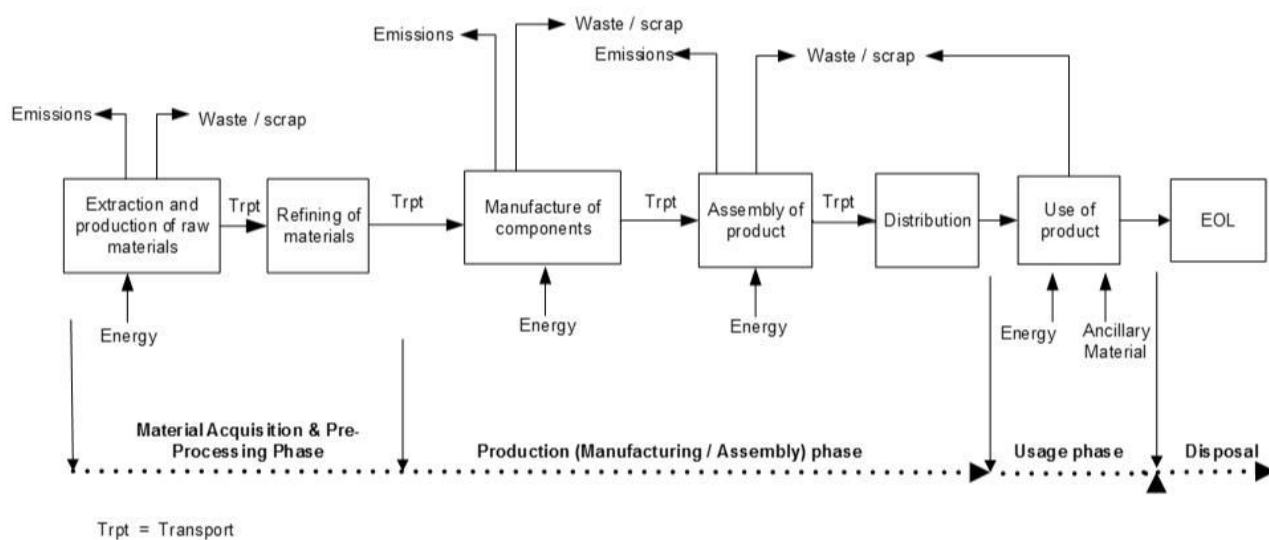 Emissions
Waste / scrap
Emissions
Waste / scrap
Emissions
Waste / scrap
Extraction and
production of raw
materials
Trpt
Refining of
materials
Trpt
Manufacture of
components
Trpt
Assembly of
product
Trpt
Distribution
Use of
product
EOL
Energy
Energy
Energy
Energy
Ancillary
Material
Material Acquisition & Pre-
Processing Phase
Production (Manufacturing / Assembly) phase
Usage phase
Disposal
Trpt = Transport